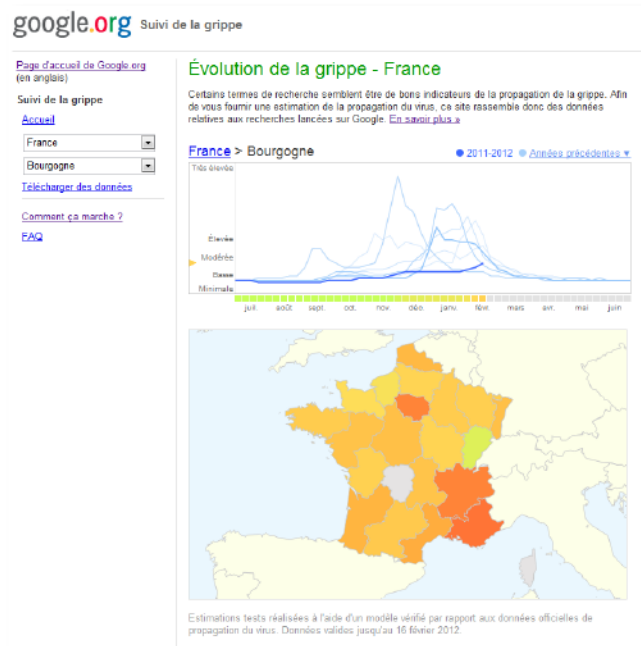 google.org Suivi de la grippe
Page d'accueil de Google.org
(en anglais)
Suivi de la grippe
Accueil
France
Bourgogne
Télécharger des données
Comment ça marche ?
FAQ
Évolution de la grippe - France
Certains termes de recherche semblent être de bons indicateurs de la propagation de la grippe. Afin
de vous fournir une estimation de la propagation du virus, ce site rassemble donc des données
relatives aux recherches lancées sur Google. En savoir plus »
France > Bourgogne
2011-2012 Années précédentes ▼
Très élevée
Élevée
Modérée
Basse
Minimale
juil. août sept. oct. nov. déc. janv. févr. mars avr. mai juin
Estimations tests réalisées à l'aide d'un modèle vérifié par rapport aux données officielles de
propagation du virus. Données valides jusqu'au 16 février 2012.